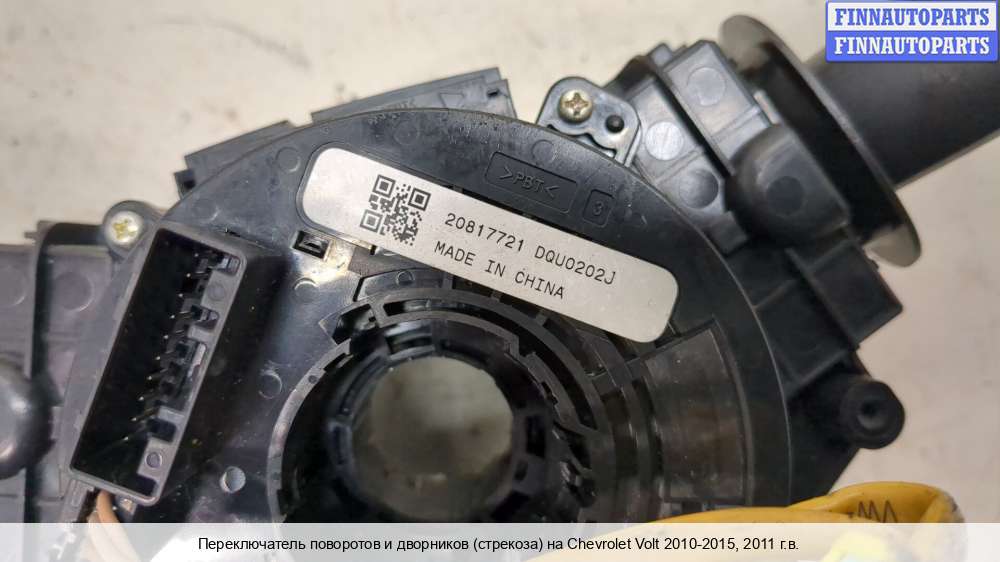 FINNAUTOPARTS
FINNAUTOPARTS
>PBT<
3
20817721 DQU0202J
MADE IN CHINA
Переключатель поворотов и дворников (стрекоза) на Chevrolet Volt 2010-2015, 2011 г.в.